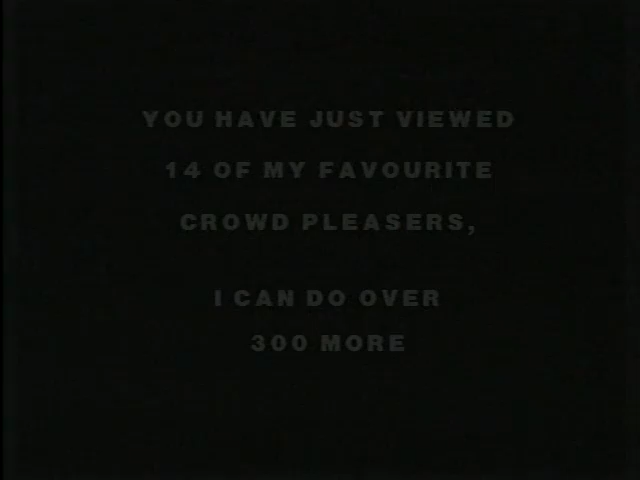 YOU HAVE JUST VIEWED
14 OF MY FAVOURITE
CROWD PLEASERS,
I CAN DO OVER
300 MORE